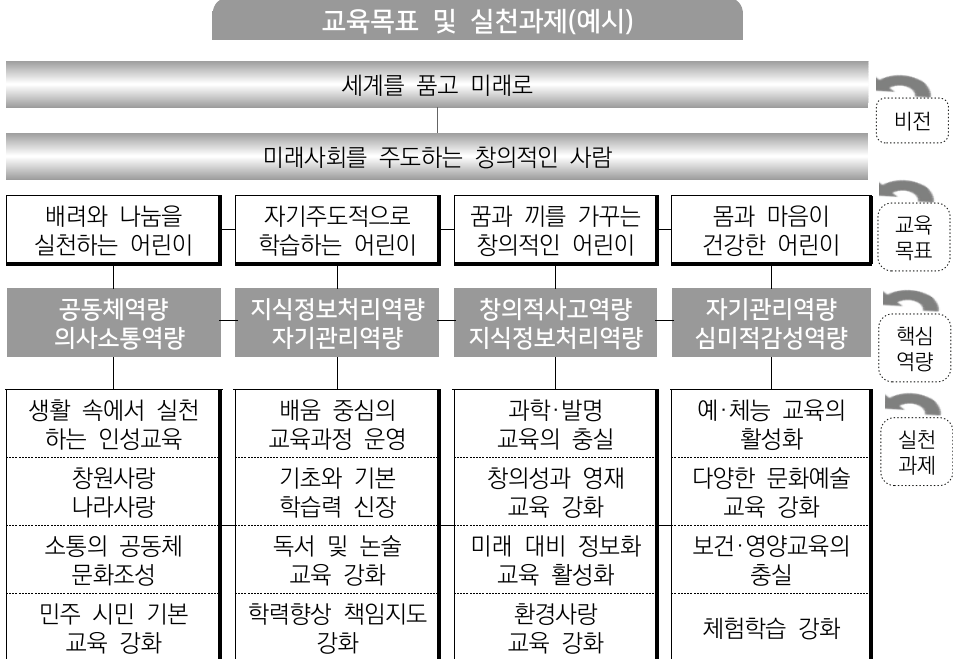 교육목표 및 실천과제(예시)
세계를 품고 미래로
비전
미래사회를 주도하는 창의적인 사람
배려와 나눔을
실천하는 어린이
자기주도적으로
학습하는 어린이
꿈과 끼를 가꾸는
창의적인 어린이
몸과 마음이
건강한 어린이
교육
목표
공동체역량
의사소통역량
지식정보처리역량
자기관리역량
창의적사고역량
지식정보처리역량
자기관리역량
심미적감성역량
핵심
역량
생활 속에서 실천
하는 인성교육
배움 중심의
교육과정 운영
과학·발명
교육의 충실
예·체능 교육의
활성화
실천
과제
창원사랑
나라사랑
기초와 기본
학습력 신장
창의성과 영재
교육 강화
다양한 문화예술
교육 강화
소통의 공동체
문화조성
독서 및 논술
교육 강화
미래 대비 정보화
교육 활성화
보건·영양교육의
충실
민주 시민 기본
교육 강화
학력향상 책임지도
강화
환경사랑
교육 강화
체험학습 강화